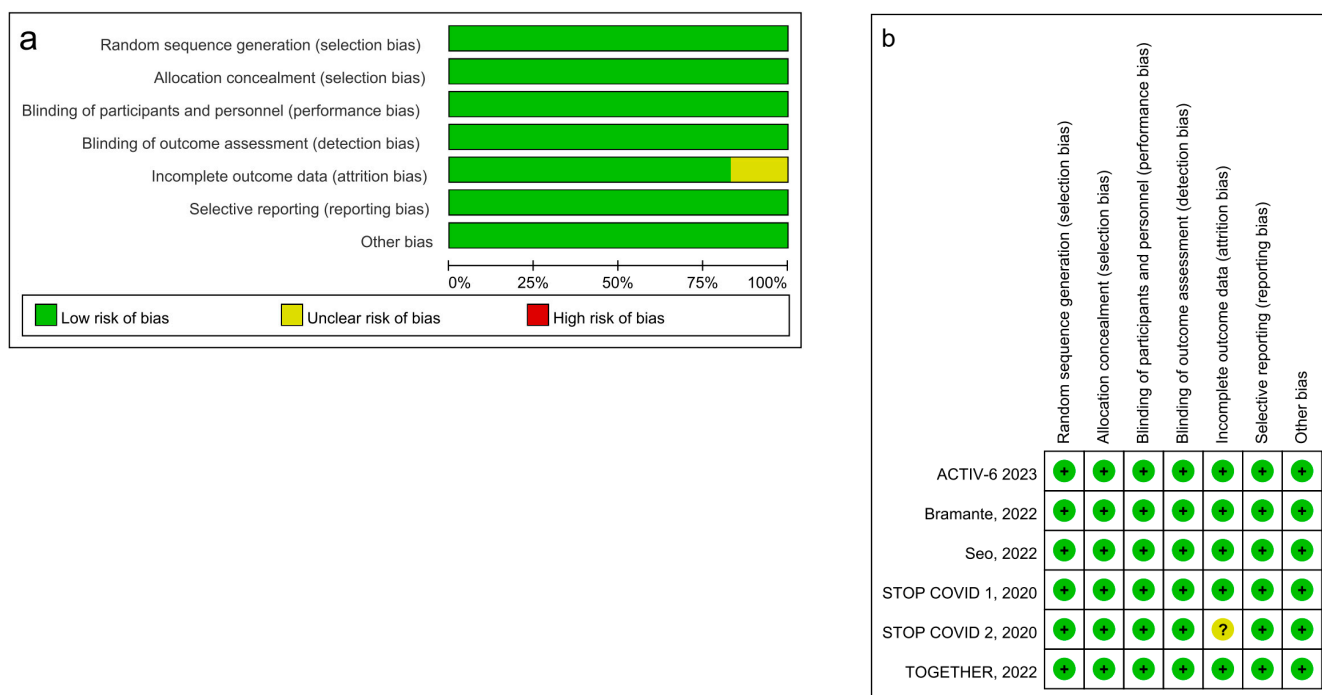 a
Random sequence generation (selection bias)
Allocation concealment (selection bias)
Blinding of participants and personnel (performance bias)
Blinding of outcome assessment (detection bias)
Incomplete outcome data (attrition bias)
Selective reporting (reporting bias)
Other bias
0% 25% 50% 75% 100%
Low risk of bias Unclear risk of bias High risk of bias
b
Random sequence generation (selection bias)
Allocation concealment (selection bias)
Blinding of participants and personnel (performance bias)
Blinding of outcome assessment (detection bias)
Incomplete outcome data (attrition bias)
Selective reporting (reporting bias)
Other bias
ACTIV-6 2023 + + + + + + +
Bramante, 2022 + + + + + + +
Seo, 2022 + + + + + + +
STOP COVID 1, 2020 + + + + + + +
STOP COVID 2, 2020 + + + + ? + +
TOGETHER, 2022 + + + + + + +